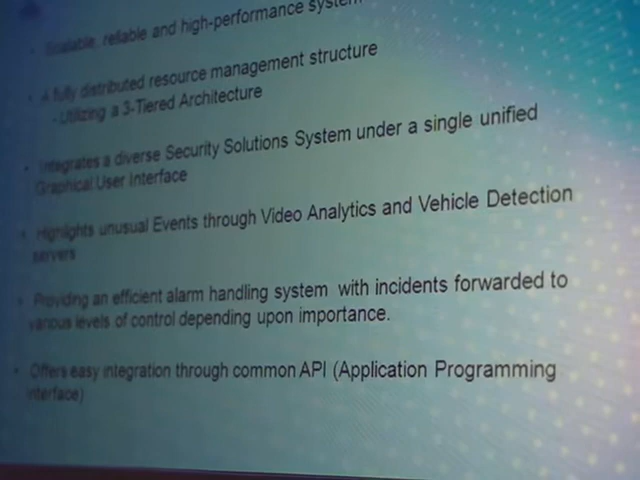 Scalable, reliable and high-performance system
A fully distributed resource management structure
- Utilizing a 3-Tiered Architecture
Integrates a diverse Security Solutions System under a single unified
Graphical User Interface
Highlights unusual Events through Video Analytics and Vehicle Detection
servers
Providing an efficient alarm handling system with incidents forwarded to
various levels of control depending upon importance.
Offers easy integration through common API (Application Programming
Interface)